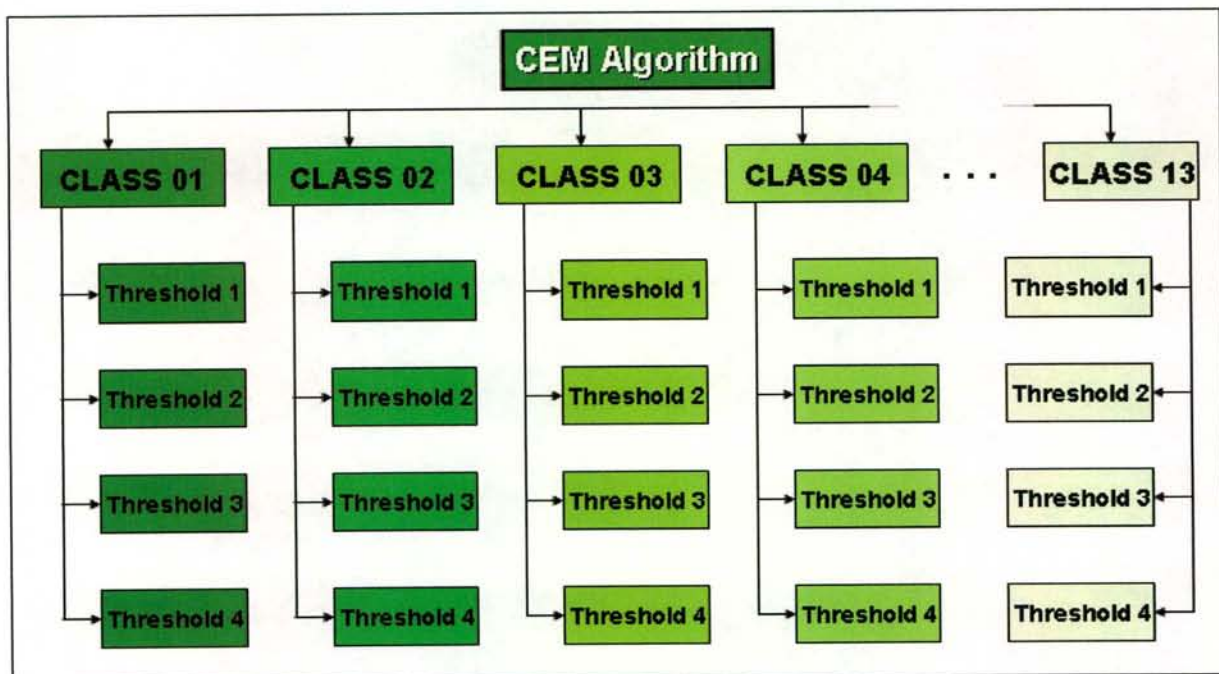 CEM Algorithm
CLASS 01 CLASS 02 CLASS 03 CLASS 04 . . . CLASS 13
Threshold 1 Threshold 1 Threshold 1 Threshold 1 Threshold 1
Threshold 2 Threshold 2 Threshold 2 Threshold 2 Threshold 2
Threshold 3 Threshold 3 Threshold 3 Threshold 3 Threshold 3
Threshold 4 Threshold 4 Threshold 4 Threshold 4 Threshold 4